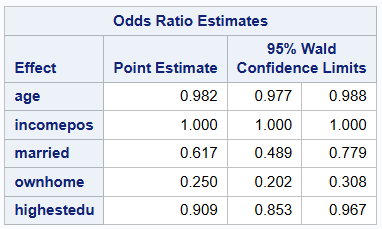 Odds Ratio Estimates
Effect Point Estimate 95% Wald
Confidence Limits
age 0.982 0.977 0.988
incomepos 1.000 1.000 1.000
married 0.617 0.489 0.779
ownhome 0.250 0.202 0.308
highestedu 0.909 0.853 0.967